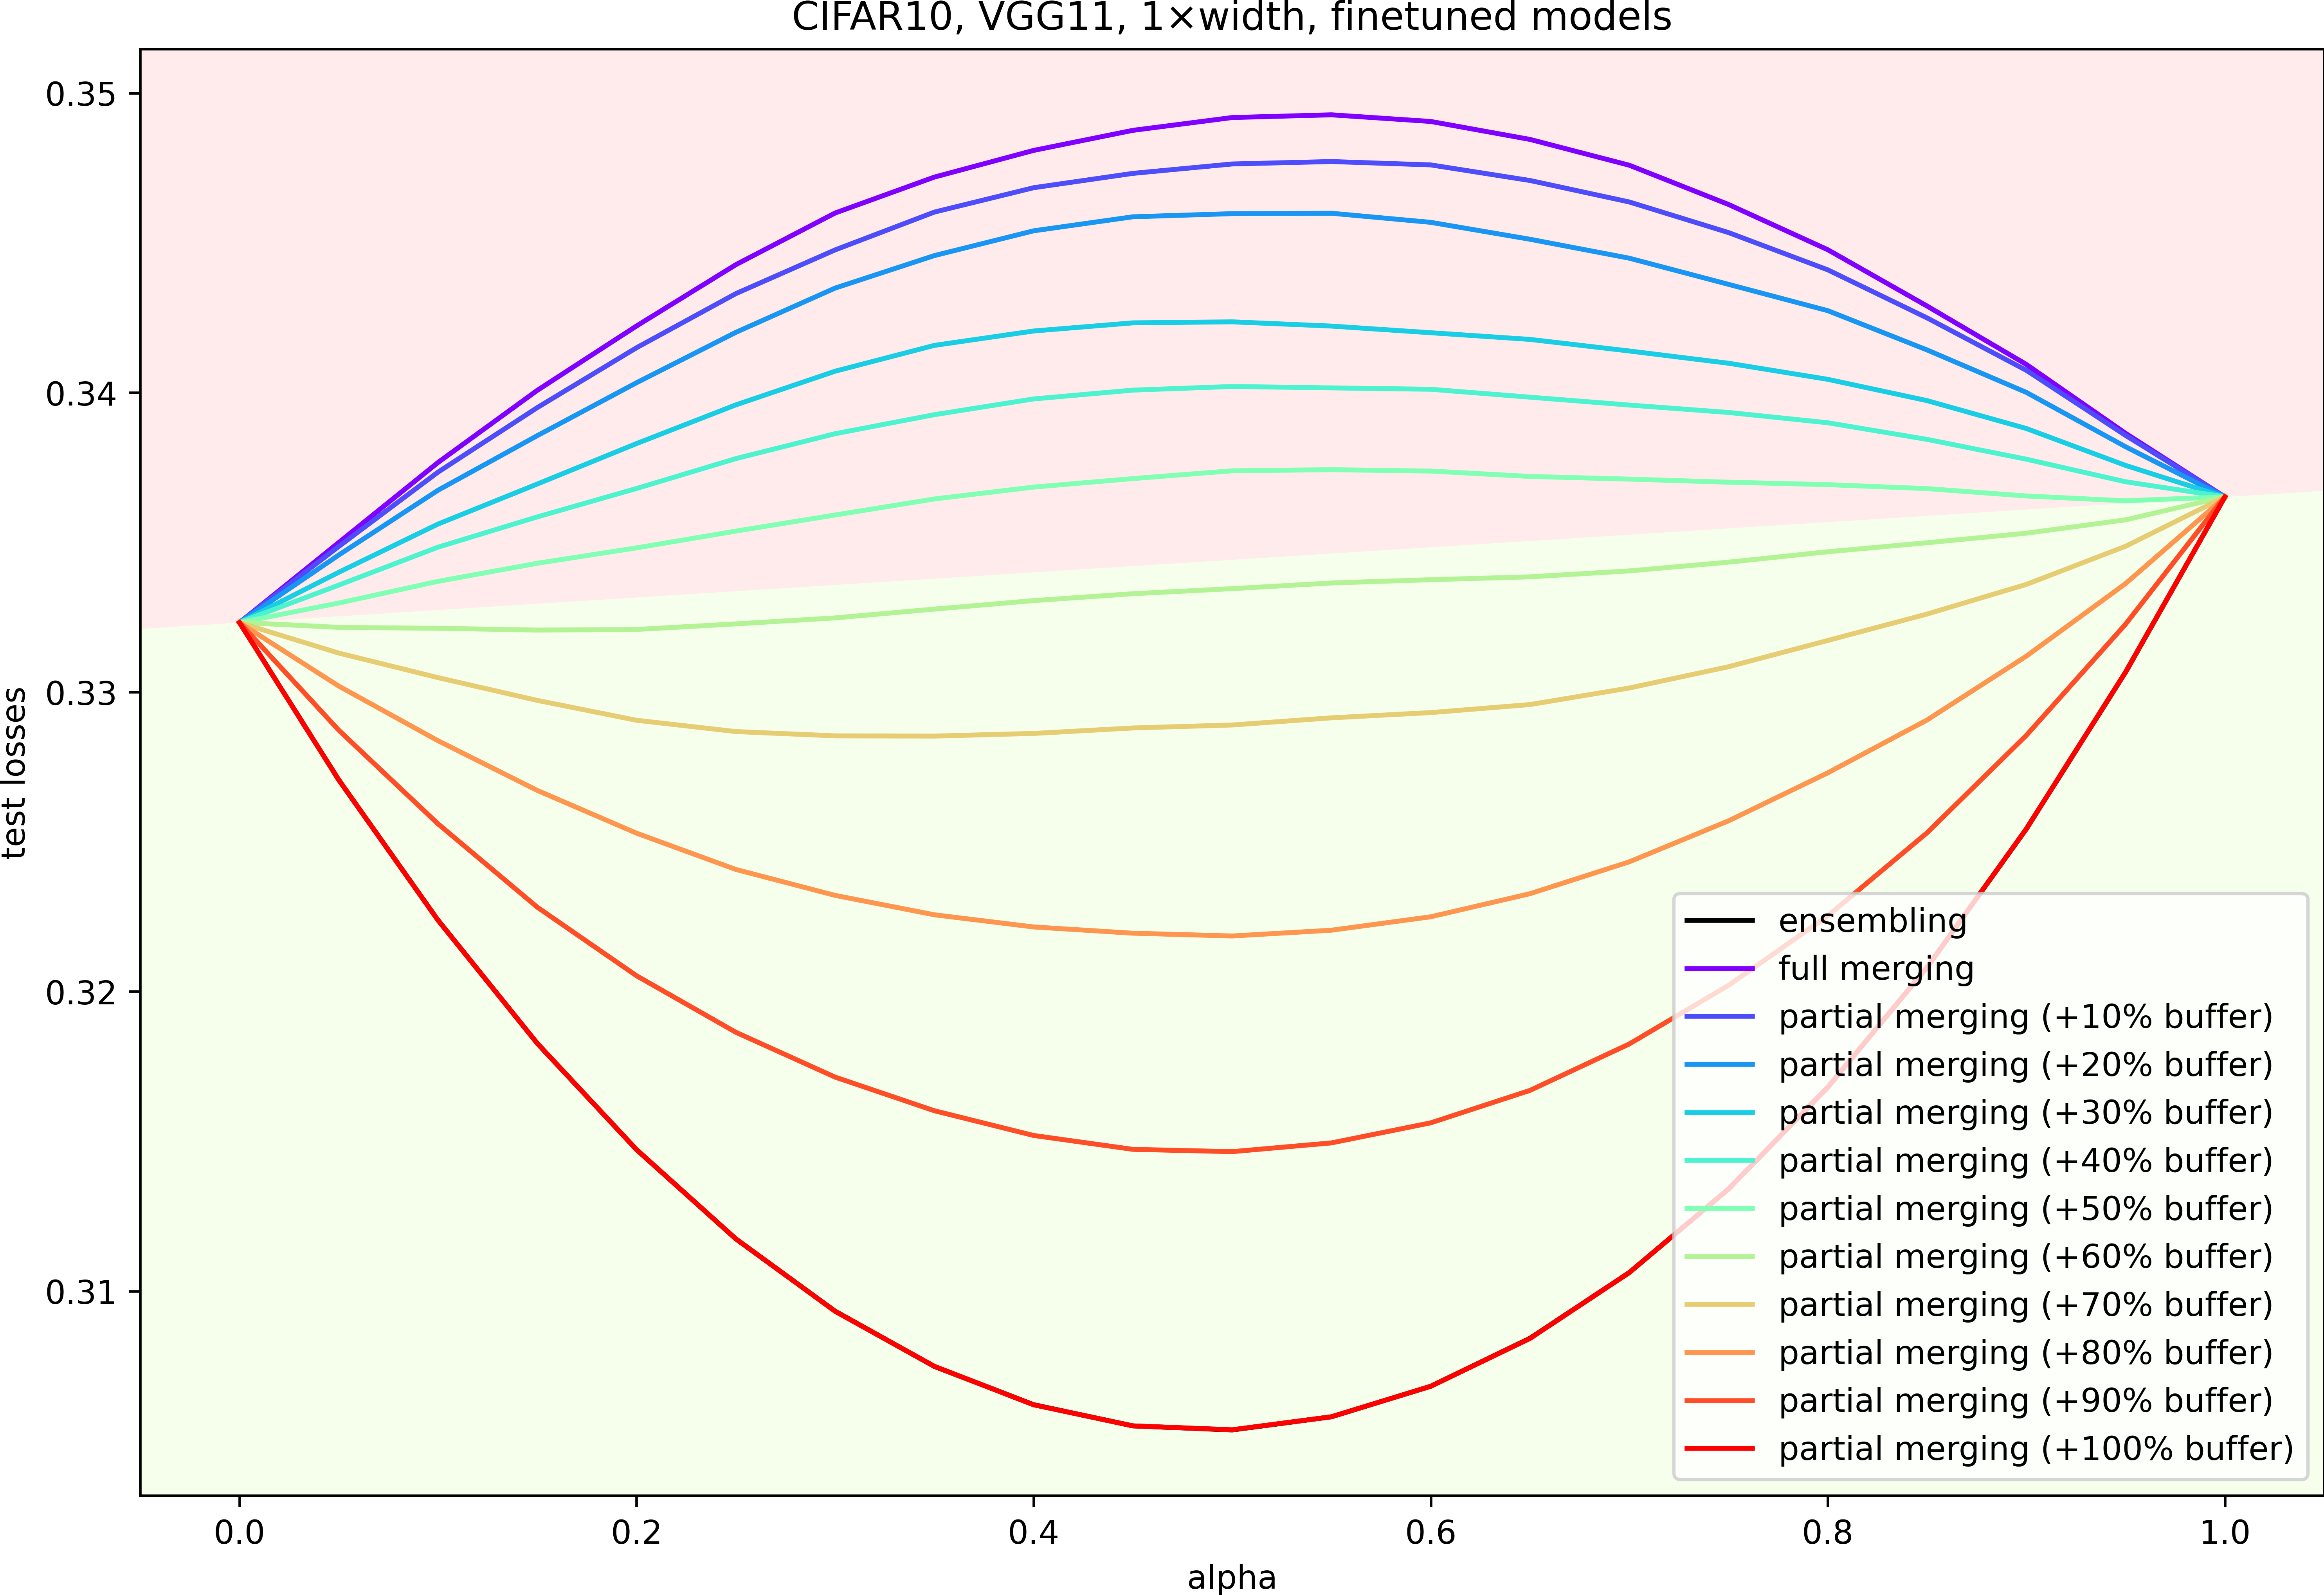 CIFAR10, VGG11, 1×width, finetuned models
0.35
0.34
0.33
0.32
0.31
test losses
ensembling
full merging
partial merging (+10% buffer)
partial merging (+20% buffer)
partial merging (+30% buffer)
partial merging (+40% buffer)
partial merging (+50% buffer)
partial merging (+60% buffer)
partial merging (+70% buffer)
partial merging (+80% buffer)
partial merging (+90% buffer)
partial merging (+100% buffer)
0.0 0.2 0.4 0.6 0.8 1.0
alpha